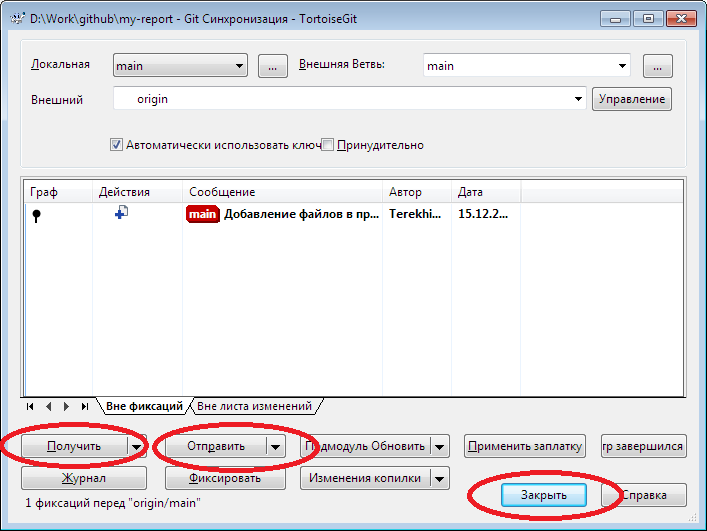 D:\Work\github\my-report - Git Синхронизация - TortoiseGit
Локальная main ... Внешняя Ветвь: main ...
Внешний origin Управление
Автоматически использовать ключ Принудительно
Граф Действия Сообщение Автор Дата
main Добавление файлов в пр... Terekhi... 15.12.2...
Вне фиксаций Вне листа изменений
Получить Отправить Подмодуль Обновить Применить заплатку тр завершился
Журнал Фиксировать Изменения копилки
Закрыть Справка
1 фиксаций перед "origin/main"